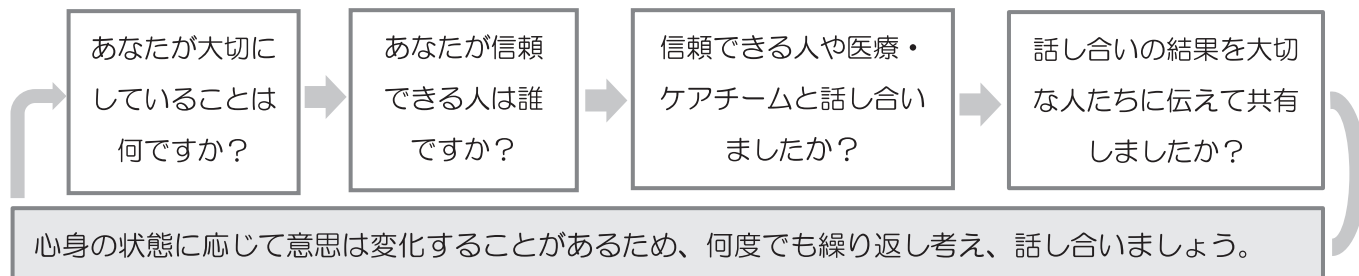 あなたが大切に
していることは
何ですか？
あなたが信頼
できる人は誰
ですか？
信頼できる人や医療・
ケアチームと話し合い
ましたか？
話し合いの結果を大切
な人たちに伝えて共有
しましたか？
心身の状態に応じて意思は変化することがあるため、何度でも繰り返し考え、話し合いましょう。